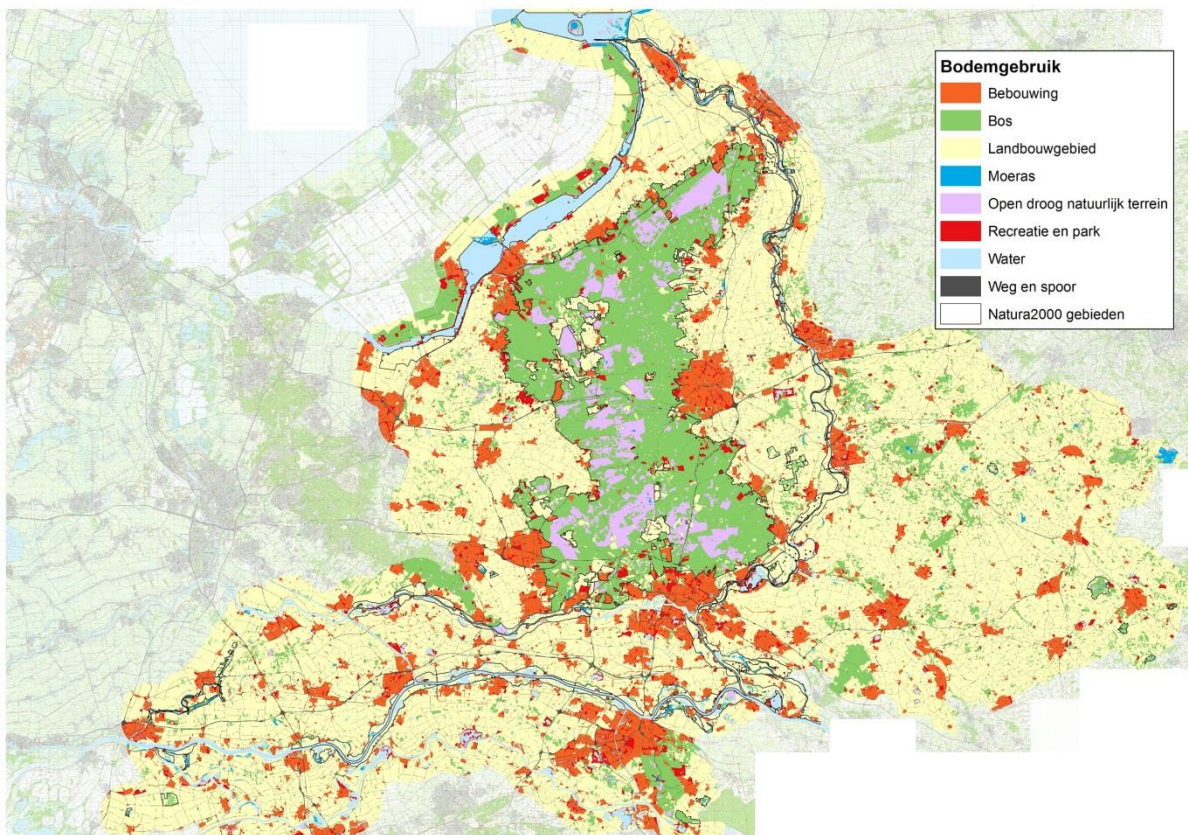 Bodemgebruik
Bebouwing
Bos
Landbouwgebied
Moeras
Open droog natuurlijk terrein
Recreatie en park
Water
Weg en spoor
Natura2000 gebieden